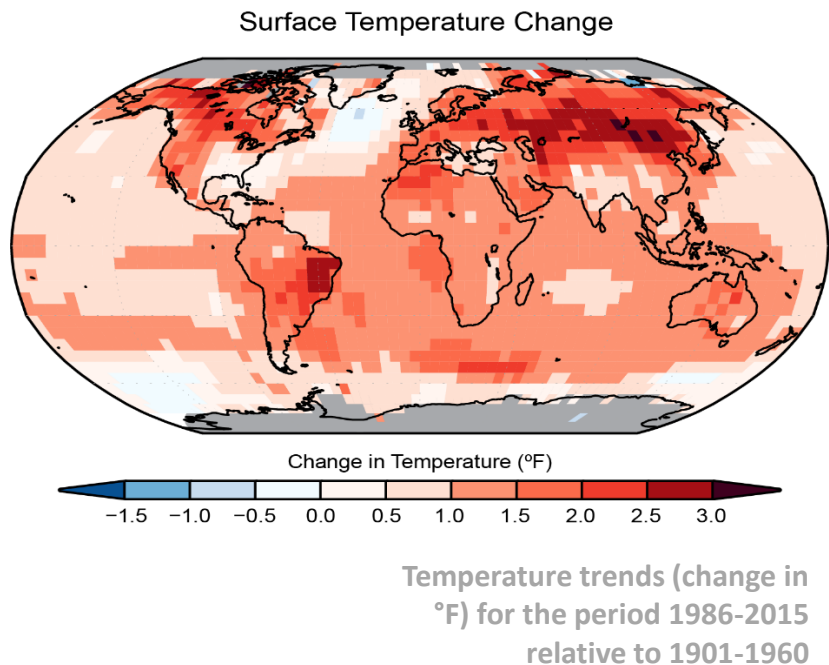 Surface Temperature Change
Change in Temperature (ºF)
−1.5 −1.0 −0.5 0.0 0.5 1.0 1.5 2.0 2.5 3.0
Temperature trends (change in
°F) for the period 1986-2015
relative to 1901-1960